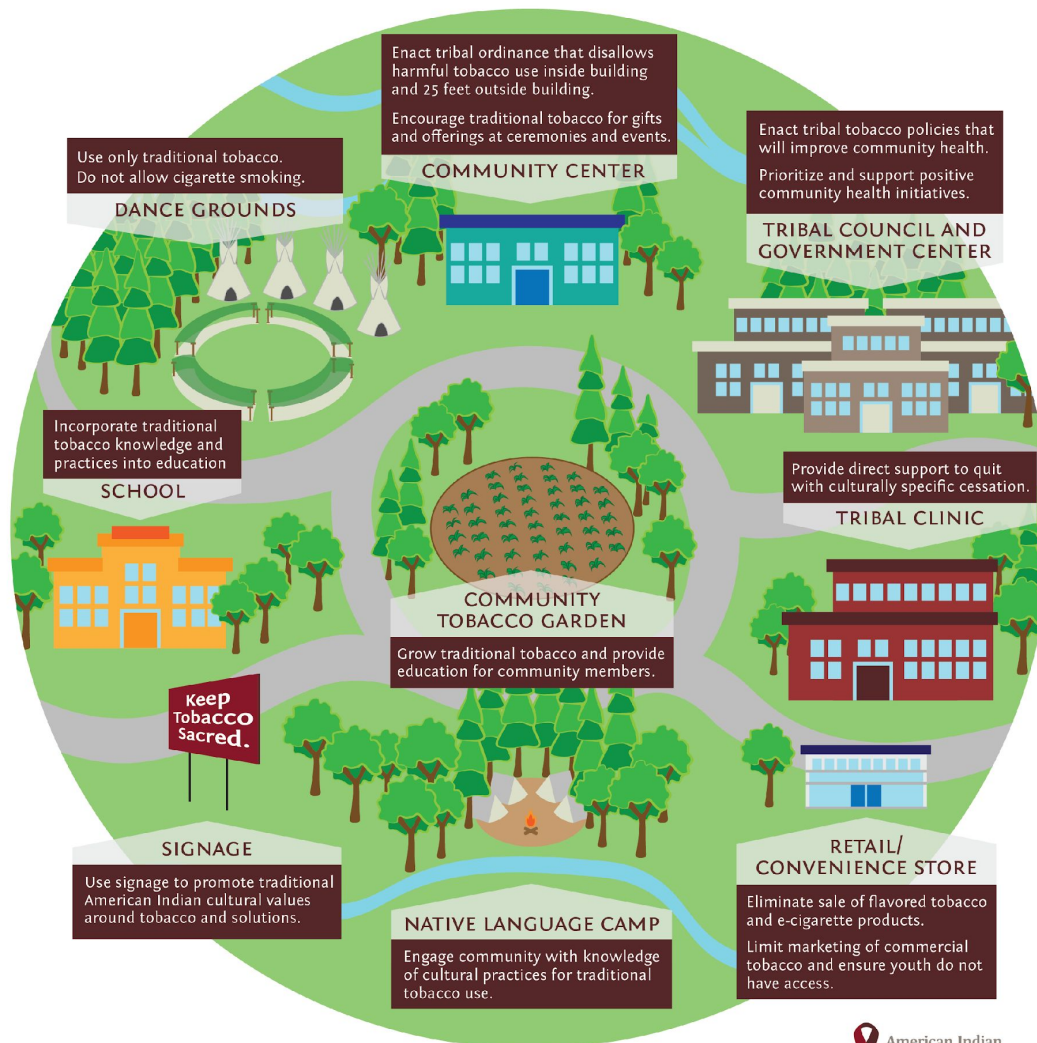 Enact tribal ordinance that disallows
harmful tobacco use inside building
and 25 feet outside building.
Encourage traditional tobacco for gifts
and offerings at ceremonies and events.
COMMUNITY CENTER
Use only traditional tobacco.
Do not allow cigarette smoking.
DANCE GROUNDS
Enact tribal tobacco policies that
will improve community health.
Prioritize and support positive
community health initiatives.
TRIBAL COUNCIL AND
GOVERNMENT CENTER
Incorporate traditional
tobacco knowledge and
practices into education
SCHOOL
Provide direct support to quit
with culturally specific cessation.
TRIBAL CLINIC
COMMUNITY
TOBACCO GARDEN
Grow traditional tobacco and provide
education for community members.
Keep
Tobacco
Sacred.
SIGNAGE
Use signage to promote traditional
American Indian cultural values
around tobacco and solutions.
NATIVE LANGUAGE CAMP
Engage community with knowledge
of cultural practices for traditional
tobacco use.
RETAIL/
CONVENIENCE STORE
Eliminate sale of flavored tobacco
and e-cigarette products.
Limit marketing of commercial
tobacco and ensure youth do not
have access.
American Indian